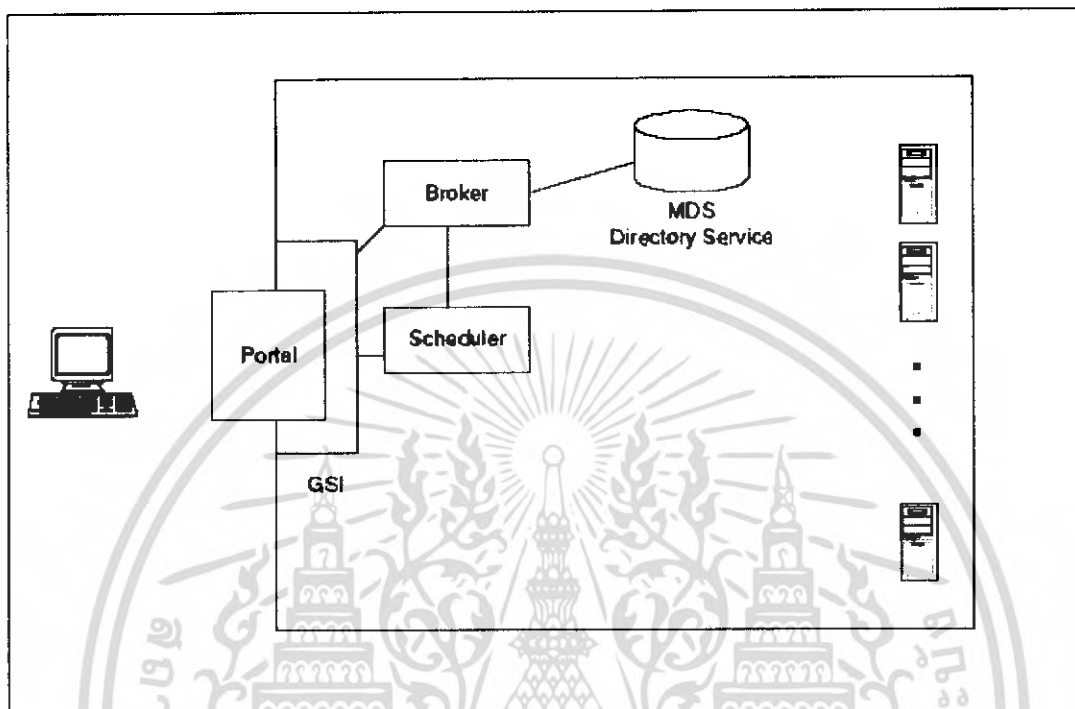 Broker
MDS
Directory Service
Portal
Scheduler
GSI